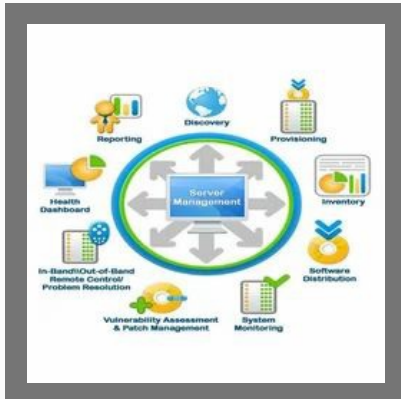 Discovery
Reporting
Provisioning
Server
Management
Health
Dashboard
Inventory
In-Band\Out-of-Band
Remote Control/
Problem Resolution
Software
Distribution
Vulnerability Assessment
& Patch Management
System
Monitoring